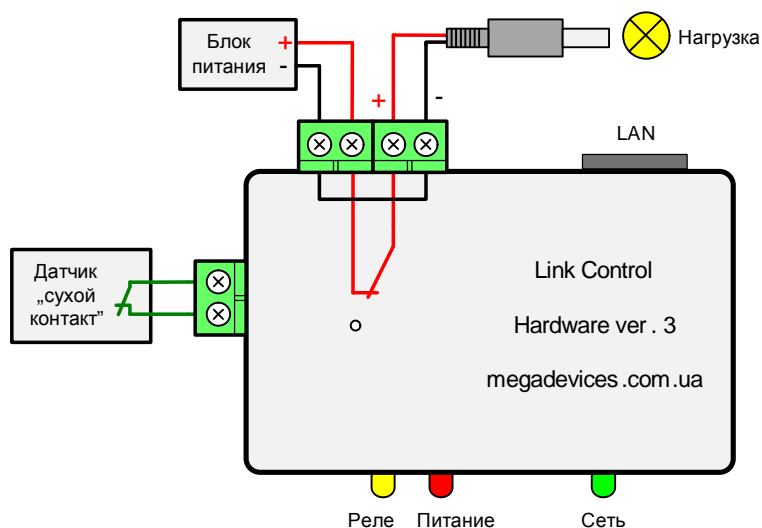 Блок
питания
+
-
+
-
Нагрузка
LAN
Датчик
„сухой
контакт”
Link Control
Hardware ver . 3
megadevices .com.ua
Реле
Питание
Сеть